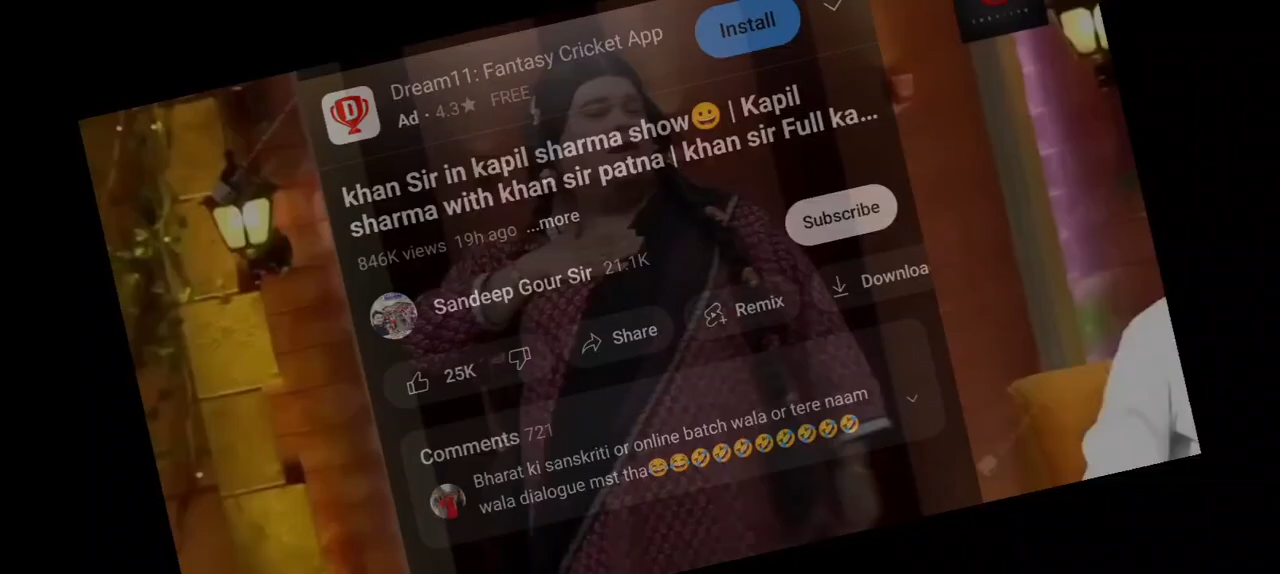 Dream11: Fantasy Cricket App
Install
Ad · 4.3★ FREE
khan Sir in kapil sharma show😀 | Kapil
sharma with khan sir patna | khan sir Full ka...
846K views 19h ago ...more
Sandeep Gour Sir 21.1K
Subscribe
25K
Share
Remix
Downloa
Comments 721
Bharat ki sanskriti or online batch wala or tere naam
wala dialogue mst tha😂😂🤣🤣🤣🤣🤣🤣🤣🤣